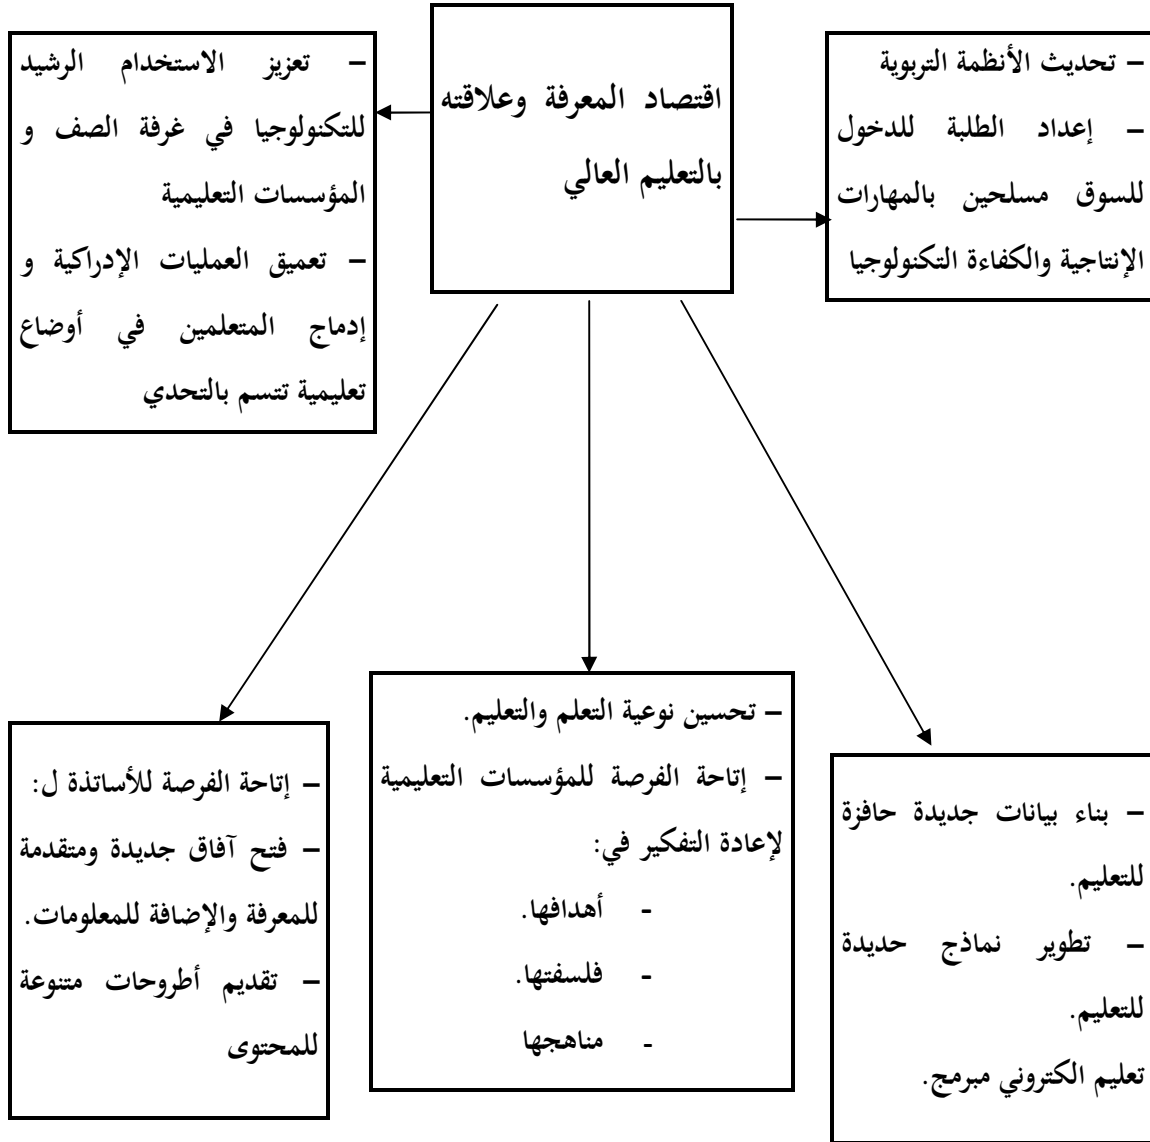 اقتصاد المعرفة وعلاقته
بالتعليم العالي
– تحديث الأنظمة التربوية
– إعداد الطلبة للدخول
للسوق مسلحين بالمهارات
الإنتاجية والكفاءة التكنولوجيا
– تعزيز الاستخدام الرشيد
للتكنولوجيا في غرفة الصف و
المؤسسات التعليمية
– تعميق العمليات الإدراكية و
إدماج المتعلمين في أوضاع
تعليمية تتسم بالتحدي
– بناء بيانات جديدة حافزة
للتعليم.
– تطوير نماذج حديدة
للتعليم.
تعليم الكتروني مبرمج.
– تحسين نوعية التعلم والتعليم.
– إتاحة الفرصة للمؤسسات التعليمية
لإعادة التفكير في:
- أهدافها.
- فلسفتها.
- مناهجها
– إتاحة الفرصة للأساتذة ل:
– فتح آفاق جديدة ومتقدمة
للمعرفة والإضافة للمعلومات.
– تقديم أطروحات متنوعة
للمحتوى